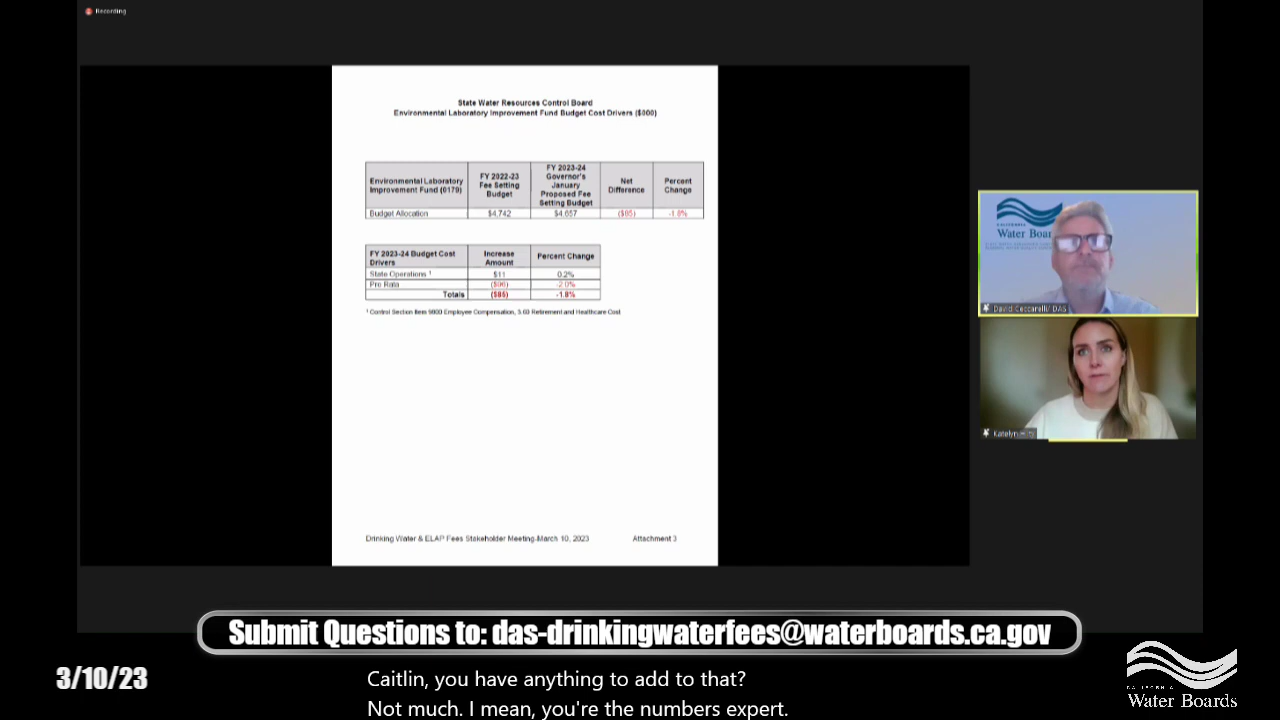 Recording
State Water Resources Control Board
Environmental Laboratory Improvement Fund Budget Cost Drivers ($000)
Environmental Laboratory Improvement Fund (0179) FY 2022-23 Fee Setting Budget FY 2023-24 Governor's January Proposed Fee Setting Budget Net Difference Percent Change
Budget Allocation $4,742 $4,657 ($85) -1.8%
FY 2023-24 Budget Cost Drivers Increase Amount Percent Change
State Operations ¹ $11 0.2%
Pro Rata ($96) -2.0%
Totals ($85) -1.8%
¹ Control Section Item 9800 Employee Compensation, 3.60 Retirement and Healthcare Cost
Drinking Water & ELAP Fees Stakeholder Meeting-March 10, 2023 Attachment 3
Water Boar
David Ceccarelli/ DAS
Katelyn
Submit Questions to: das-drinkingwaterfees@waterboards.ca.gov
3/10/23
Caitlin, you have anything to add to that?
Not much. I mean, you're the numbers expert.
CALIFORNIA
Water Boards